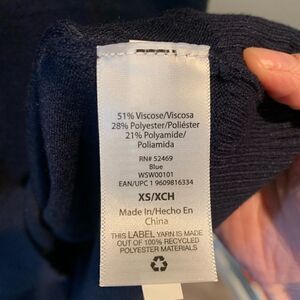 51% Viscose/Viscosa
28% Polyester/Poliéster
21% Polyamide/
Poliamida
RN# 52469
Blue
WSW00101
EAN/UPC 1 9609816334
XS/XCH
Made In/Hecho En
China
This LABEL YARN IS MADE
OUT OF 100% RECYCLED
POLYESTER MATERIALS